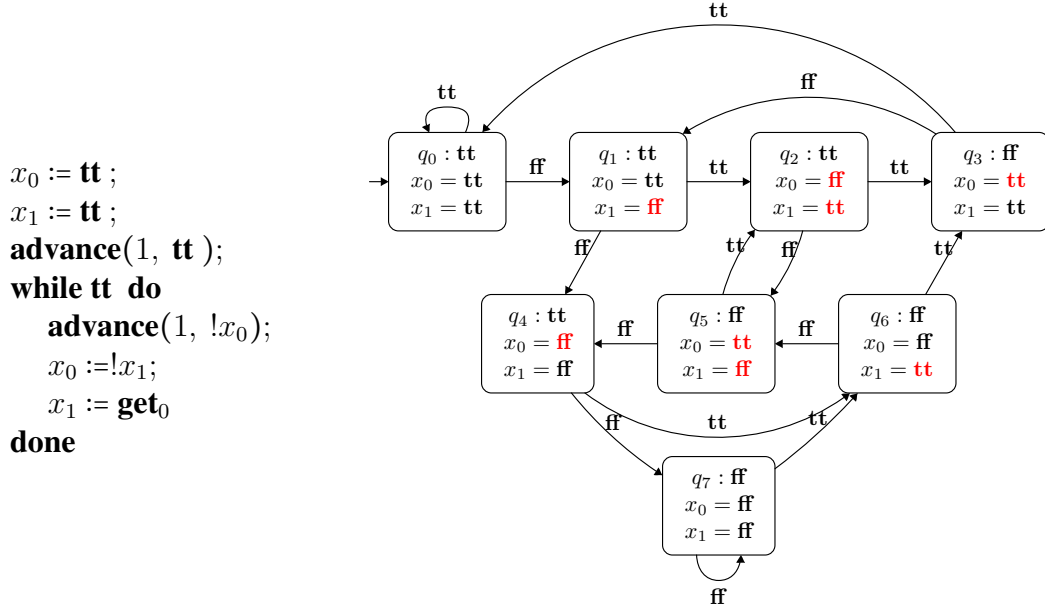 x₀ := tt ;
x₁ := tt ;
advance(1, tt );
while tt do
advance(1, !x₀);
x₀ :=!x₁;
x₁ := get₀
done
tt
ff
tt
q₀ : tt
x₀ = tt
x₁ = tt
ff
q₁ : tt
x₀ = tt
x₁ = ff
tt
q₂ : tt
x₀ = ff
x₁ = tt
tt
q₃ : ff
x₀ = tt
x₁ = tt
ff
tt
ff
tt
q₄ : tt
x₀ = ff
x₁ = ff
ff
q₅ : ff
x₀ = tt
x₁ = ff
ff
q₆ : ff
x₀ = ff
x₁ = tt
ff
tt
tt
q₇ : ff
x₀ = ff
x₁ = ff
ff